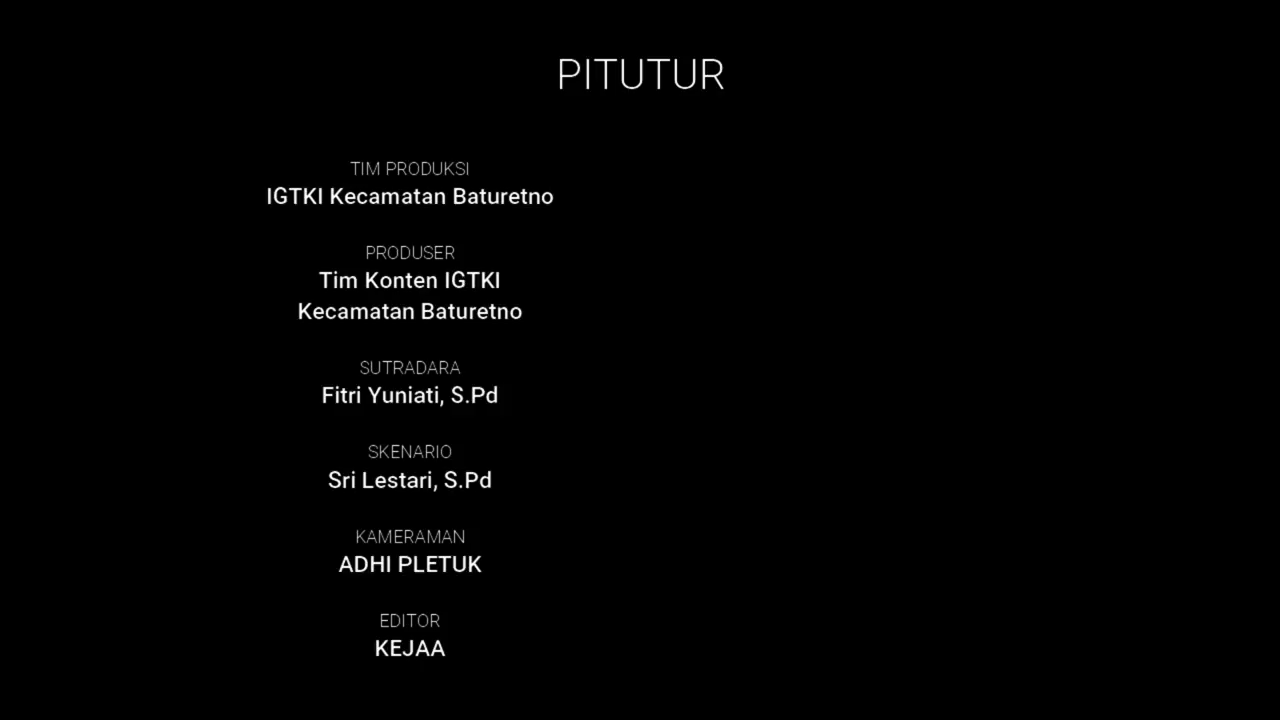 PITUTUR
TIM PRODUKSI
IGTKI Kecamatan Baturetno
PRODUSER
Tim Konten IGTKI
Kecamatan Baturetno
SUTRADARA
Fitri Yuniati, S.Pd
SKENARIO
Sri Lestari, S.Pd
KAMERAMAN
ADHI PLETUK
EDITOR
KEJAA